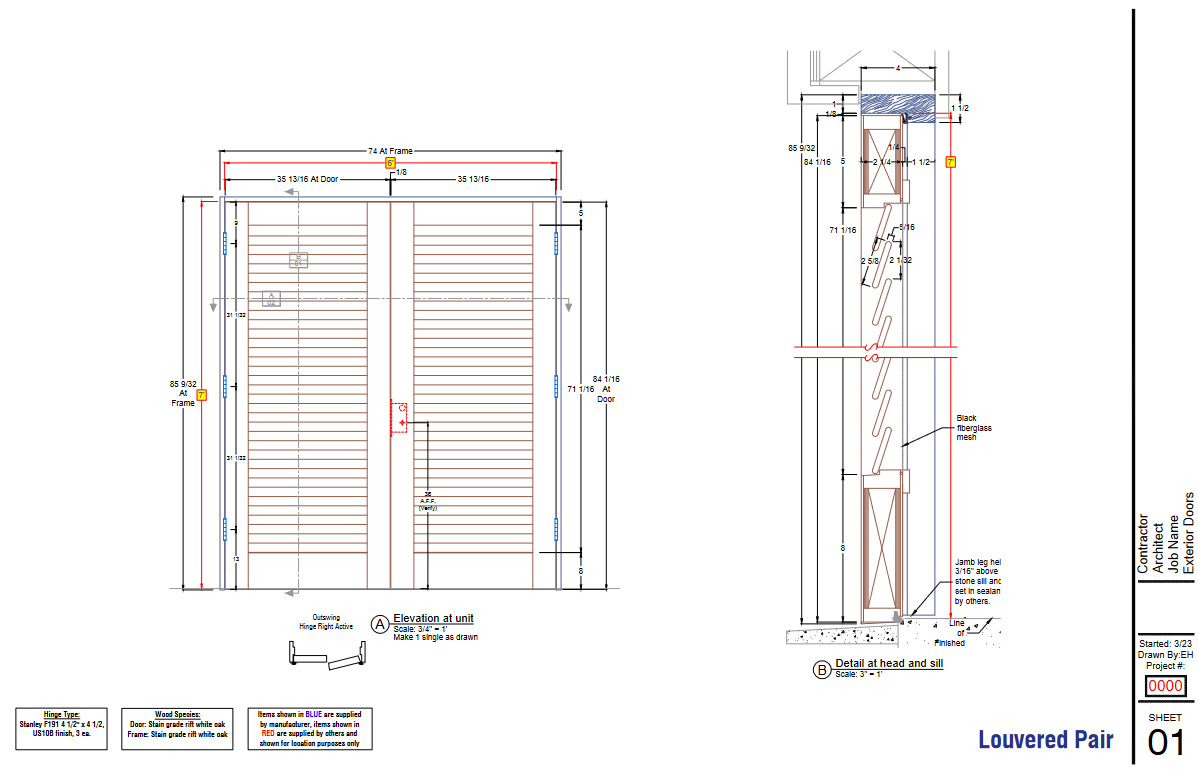 74 At Frame
6'
1/8
35 13/16 At Door
35 13/16
9
5
31 1/32
31 1/32
13
85 9/32
At
Frame
7'
71 1/16
84 1/16
At
Door
8
36
A.F.F.
(Verify)
B
01
A
02
A
Elevation at unit
Scale: 3/4" = 1'
Make 1 single as drawn
Outswing
Hinge Right Active
4
1
1/8
1 1/2
85 9/32
84 1/16
5
1/4
2 1/4
1 1/2
7'
71 1/16
5/16
2 5/8
2 1/32
Black
fiberglass
mesh
8
Jamb leg hel
3/16" above
stone sill and
set in sealan
by others.
Line
of
Finished
B
Detail at head and sill
Scale: 3" = 1'
Hinge Type:
Stanley F191 4 1/2" x 4 1/2,
US10B finish, 3 ea.
Wood Species:
Door: Stain grade rift white oak
Frame: Stain grade rift white oak
Items shown in BLUE are supplied
by manufacturer, items shown in
RED are supplied by others and
shown for location purposes only
Louvered Pair
Contractor
Architect
Job Name
Exterior Doors
Started: 3/23
Drawn By:EH
Project #:
0000
SHEET
01